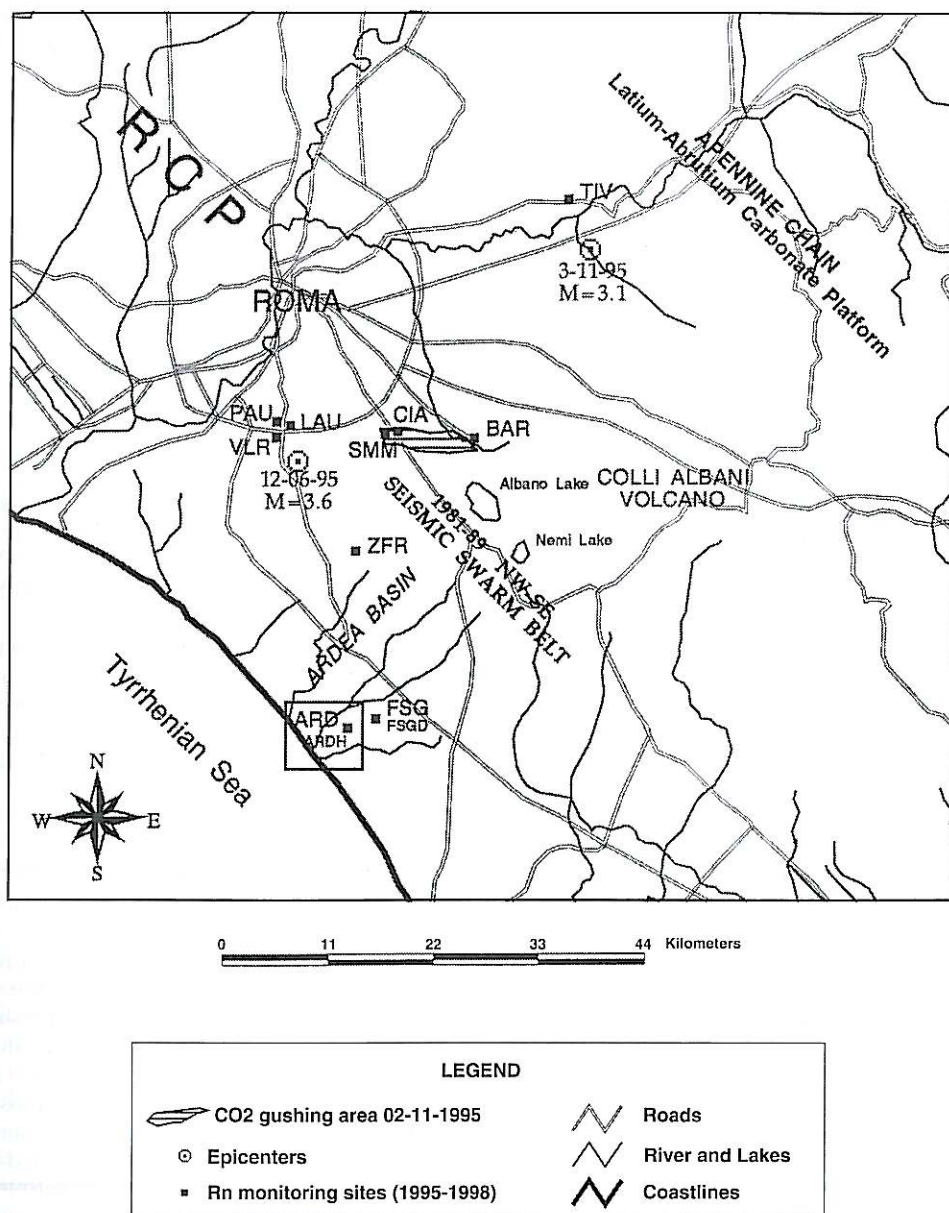 R C P
TIV
Latium-Abrutium Carbonate Platform
APENNINE CHAIN
3-11-95
M=3.1
ROMA
PAU
LAU
VLR
CIA
SMM
BAR
12-06-95
M=3.6
Albano Lake
COLLI ALBANI
VOLCANO
Nemi Lake
1981-89 NW-SE
SEISMIC SWARM BELT
ZFR
ARDEA BASIN
Tyrrhenian Sea
ARD
ARDH
FSG
FSGD
N
W
E
S
0 11 22 33 44 Kilometers
LEGEND
CO2 gushing area 02-11-1995
Roads
Epicenters
River and Lakes
Rn monitoring sites (1995-1998)
Coastlines